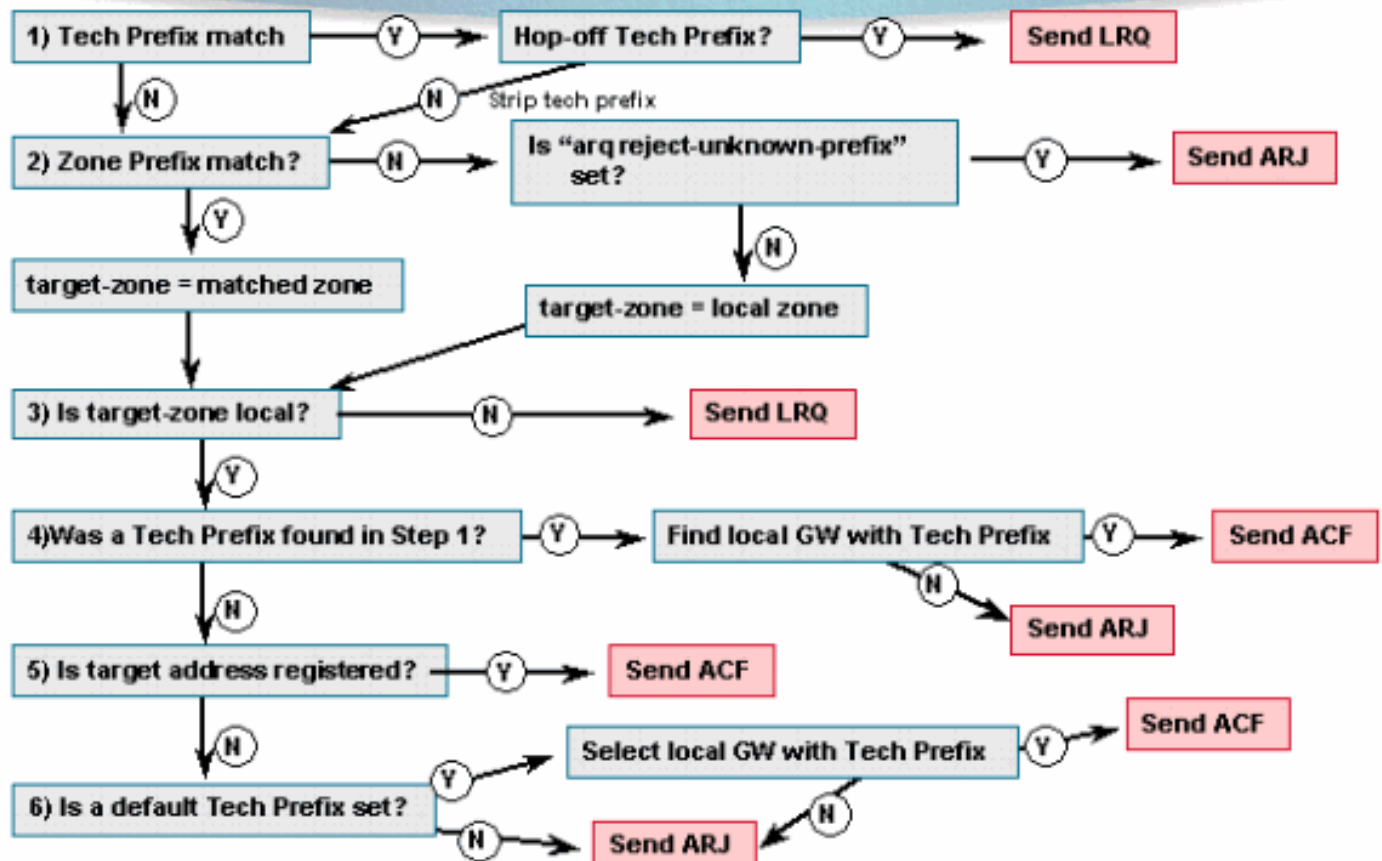 1) Tech Prefix match
Y
Hop-off Tech Prefix?
Y
Send LRQ
N
N
Strip tech prefix
2) Zone Prefix match?
N
Is “arq reject-unknown-prefix”
set?
Y
Send ARJ
Y
N
target-zone = matched zone
target-zone = local zone
3) Is target-zone local?
N
Send LRQ
Y
4)Was a Tech Prefix found in Step 1?
Y
Find local GW with Tech Prefix
Y
Send ACF
N
N
Send ARJ
5) Is target address registered?
Y
Send ACF
N
Send ACF
Select local GW with Tech Prefix
Y
Y
6) Is a default Tech Prefix set?
N
N
Send ARJ